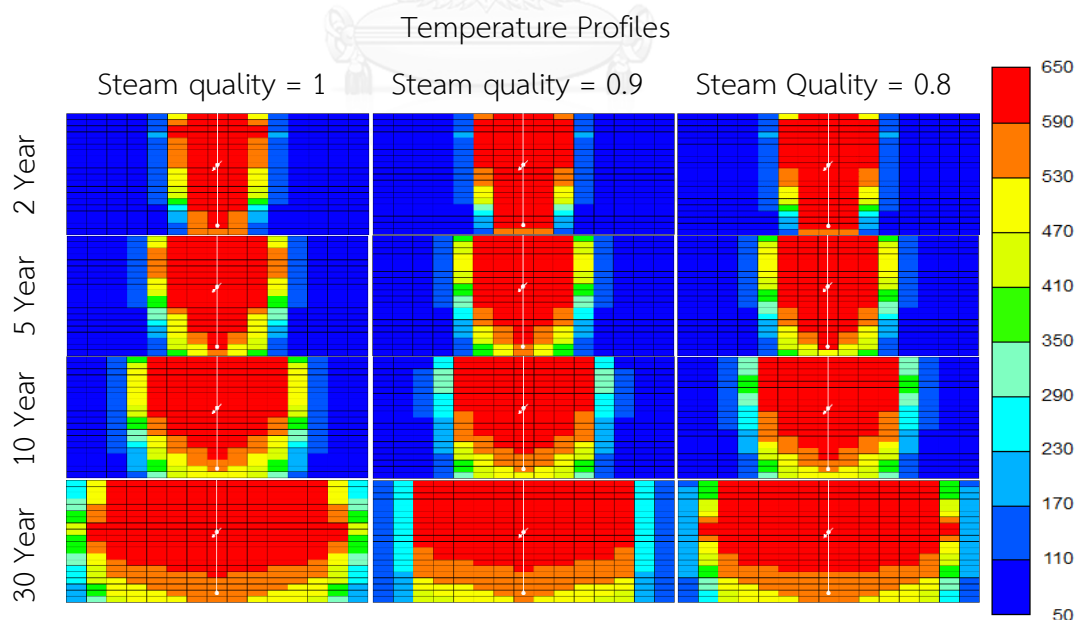 Temperature Profiles
Steam quality = 1
Steam quality = 0.9
Steam Quality = 0.8
2 Year
5 Year
10 Year
30 Year
650
590
530
470
410
350
290
230
170
110
50